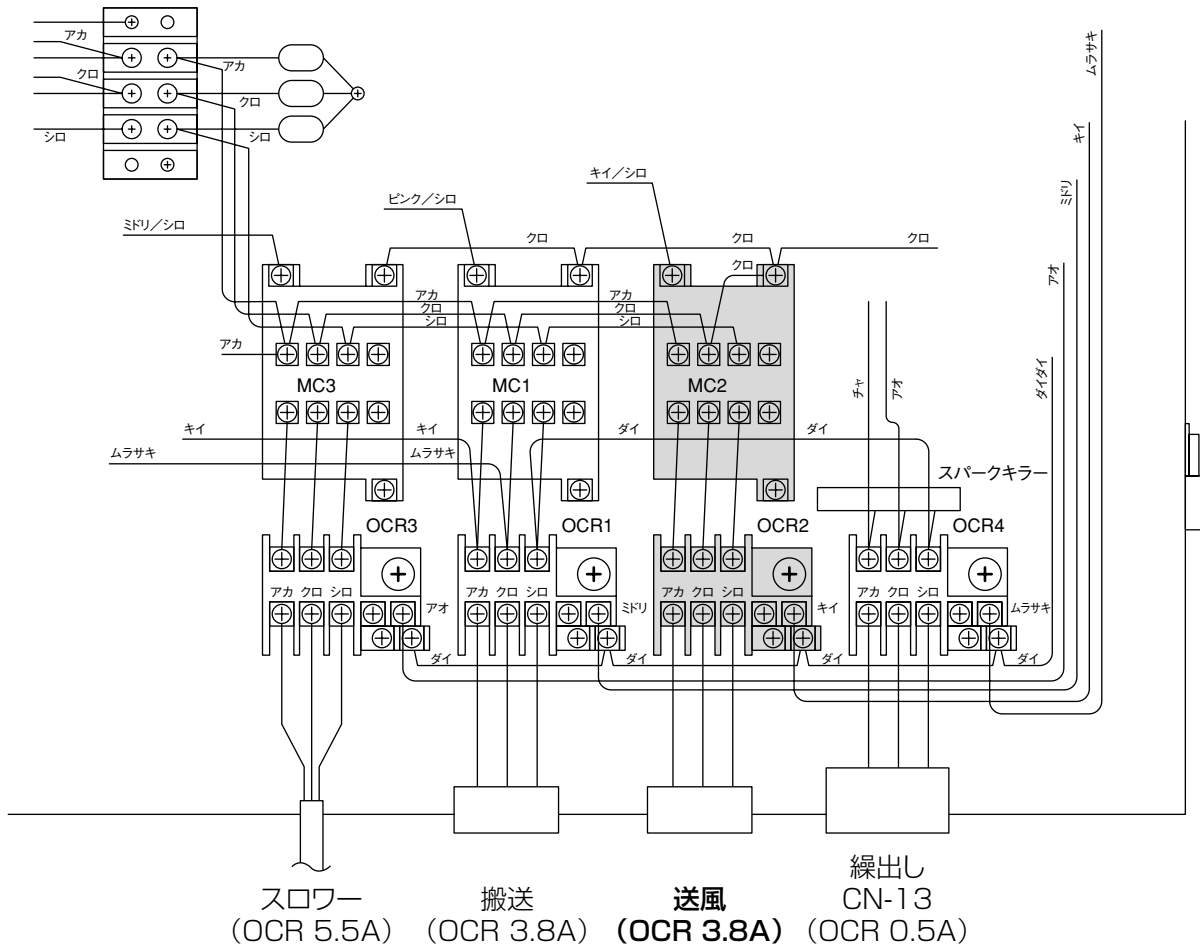 アカ
アカ
クロ
クロ
シロ
シロ
ムラサキ
キイ
ミドリ
アオ
ダイダイ
キイ／シロ
ピンク／シロ
ミドリ／シロ
クロ
クロ
クロ
クロ
アカ
アカ
クロ
クロ
シロ
シロ
アカ
MC3
MC1
MC2
チャ
アオ
キイ
キイ
ダイ
ダイ
ムラサキ
ムラサキ
スパークキラー
OCR3
OCR1
OCR2
OCR4
アカ クロ シロ
アオ
アカ クロ シロ
ミドリ
アカ クロ シロ
キイ
アカ クロ シロ
ムラサキ
ダイ
ダイ
ダイ
ダイ
スロワー
（OCR 5.5A）
搬送
（OCR 3.8A）
送風
（OCR 3.8A）
繰出し
CN-13
（OCR 0.5A）